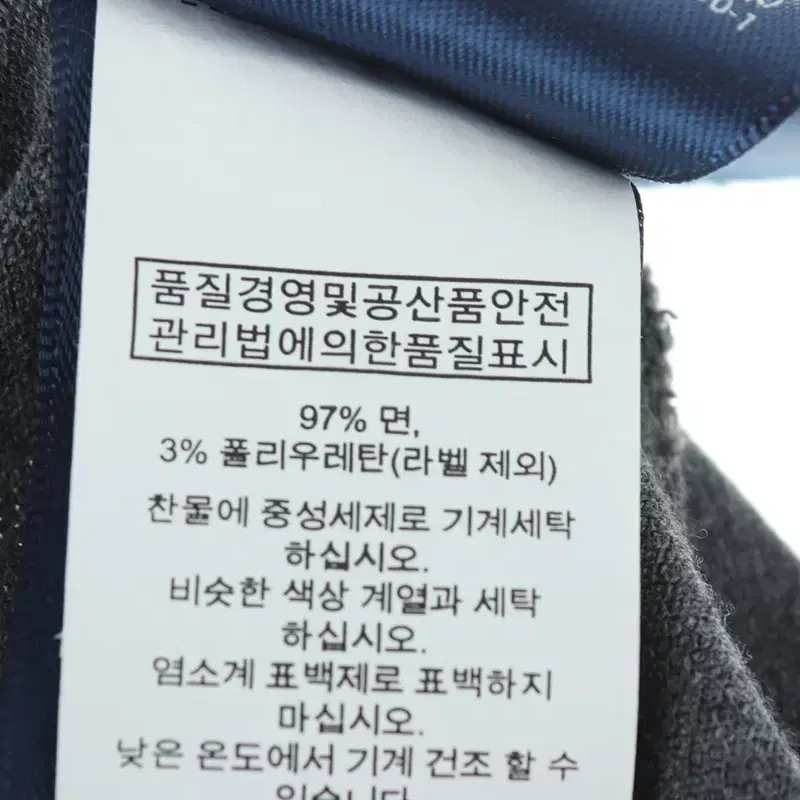 품질경영및공산품안전
관리법에의한품질표시
97% 면,
3% 폴리우레탄(라벨 제외)
찬물에 중성세제로 기계세탁
하십시오.
비슷한 색상 계열과 세탁
하십시오.
염소계 표백제로 표백하지
마십시오.
낮은 온도에서 기계 건조 할 수
있습니다.